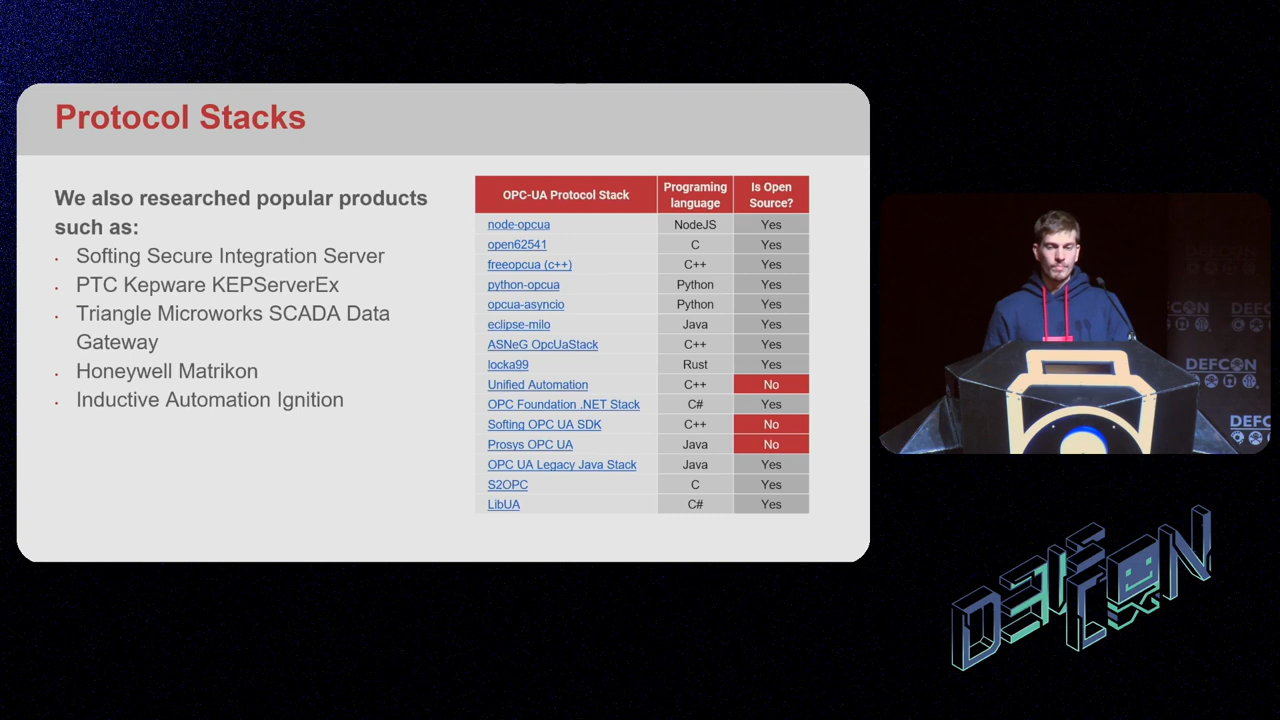 Protocol Stacks
We also researched popular products
such as:
Softing Secure Integration Server
PTC Kepware KEPServerEx
Triangle Microworks SCADA Data
Gateway
Honeywell Matrikon
Inductive Automation Ignition
OPC-UA Protocol Stack Programing language Is Open Source?
node-opcua NodeJS Yes
open62541 C Yes
freeopcua (c++) C++ Yes
python-opcua Python Yes
opcua-asyncio Python Yes
eclipse-milo Java Yes
ASNeG OpcUaStack C++ Yes
locka99 Rust Yes
Unified Automation C++ No
OPC Foundation .NET Stack C# Yes
Softing OPC UA SDK C++ No
Prosys OPC UA Java No
OPC UA Legacy Java Stack Java Yes
S2OPC C Yes
LibUA C# Yes
DEFCON
DEFC
DEFCON